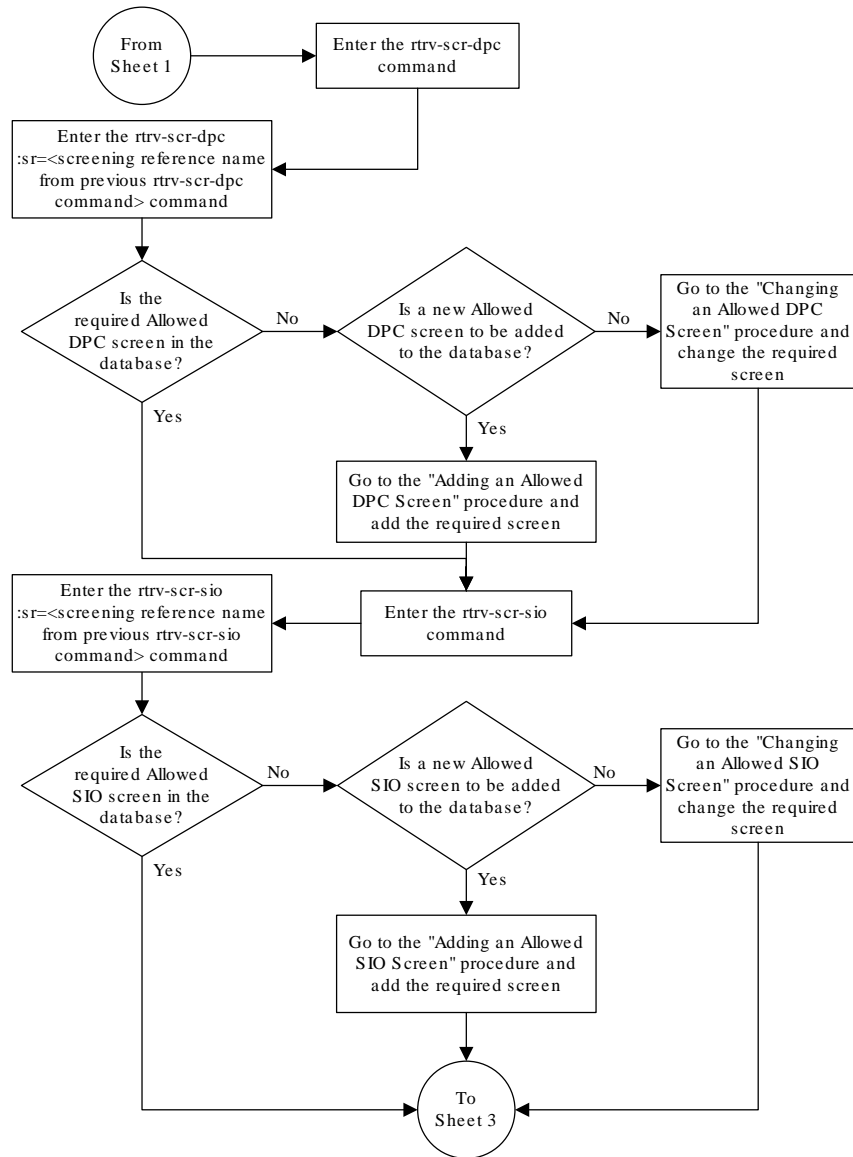 From
Sheet 1
Enter the rtrv-scr-dpc
command
Enter the rtrv-scr-dpc
:sr=<screening reference name
from previous rtrv-scr-dpc
command> command
Is the
required Allowed
DPC screen in the
database?
No
Is a new Allowed
DPC screen to be added
to the database?
No
Go to the "Changing
an Allowed DPC
Screen" procedure and
change the required
screen
Yes
Yes
Go to the "Adding an Allowed
DPC Screen" procedure and
add the required screen
Enter the rtrv-scr-sio
command
Enter the rtrv-scr-sio
:sr=<screening reference name
from previous rtrv-scr-sio
command> command
Is the
required Allowed
SIO screen in the
database?
No
Is a new Allowed
SIO screen to be added
to the database?
No
Go to the "Changing
an Allowed SIO
Screen" procedure and
change the required
screen
Yes
Yes
Go to the "Adding an Allowed
SIO Screen" procedure and
add the required screen
To
Sheet 3